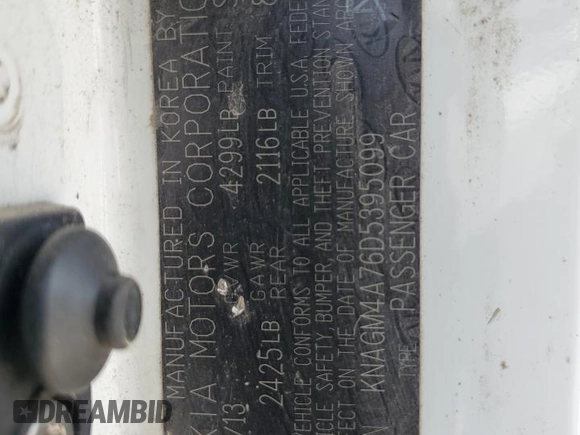 MANUFACTURED IN KOREA BY
KIA MOTORS CORPORATION
/13 GVWR 4299LB PAINT
2425LB GAWR REAR 2116LB TRIM
VEHICLE CONFORMS TO ALL APPLICABLE U.S.A. FEDE
ICLE SAFETY, BUMPER AND THEFT PREVENTION STAN
FECT ON THE DATE OF MANUFACTURE SHOWN AB
N KNAGM4A76D5395099
TYPE PASSENGER CAR
DREAMBID